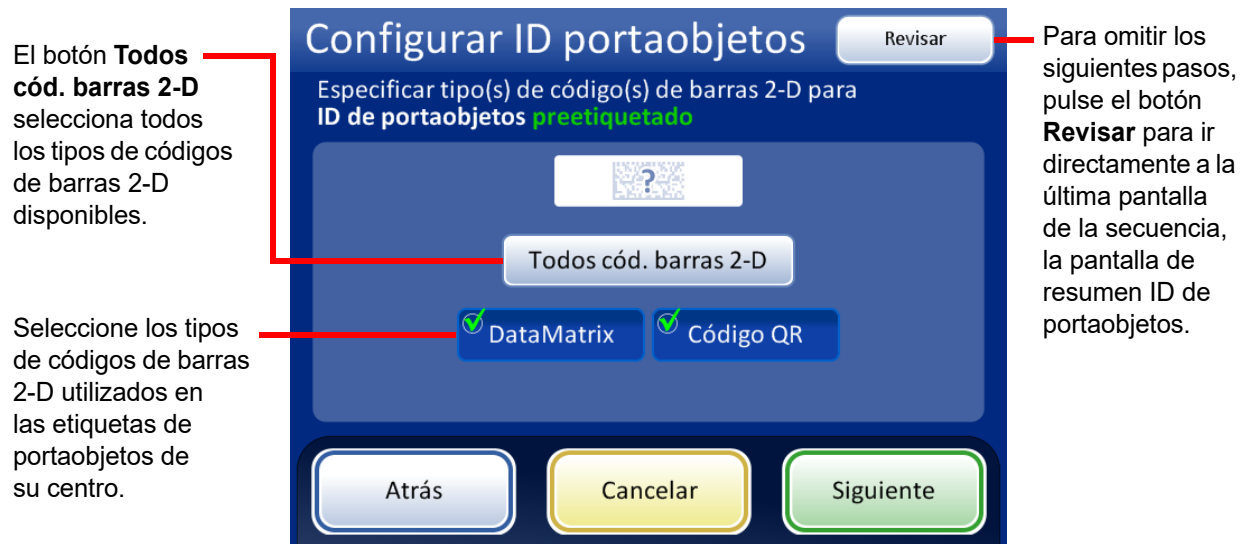 El botón Todos
cód. barras 2-D
selecciona todos
los tipos de códigos
de barras 2-D
disponibles.
Seleccione los tipos
de códigos de barras
2-D utilizados en
las etiquetas de
portaobjetos de
su centro.
Configurar ID portaobjetos
Revisar
Especificar tipo(s) de código(s) de barras 2-D para
ID de portaobjetos preetiquetado
?
Todos cód. barras 2-D
DataMatrix
Código QR
Atrás
Cancelar
Siguiente
Para omitir los
siguientes pasos,
pulse el botón
Revisar para ir
directamente a la
última pantalla
de la secuencia,
la pantalla de
resumen ID de
portaobjetos.